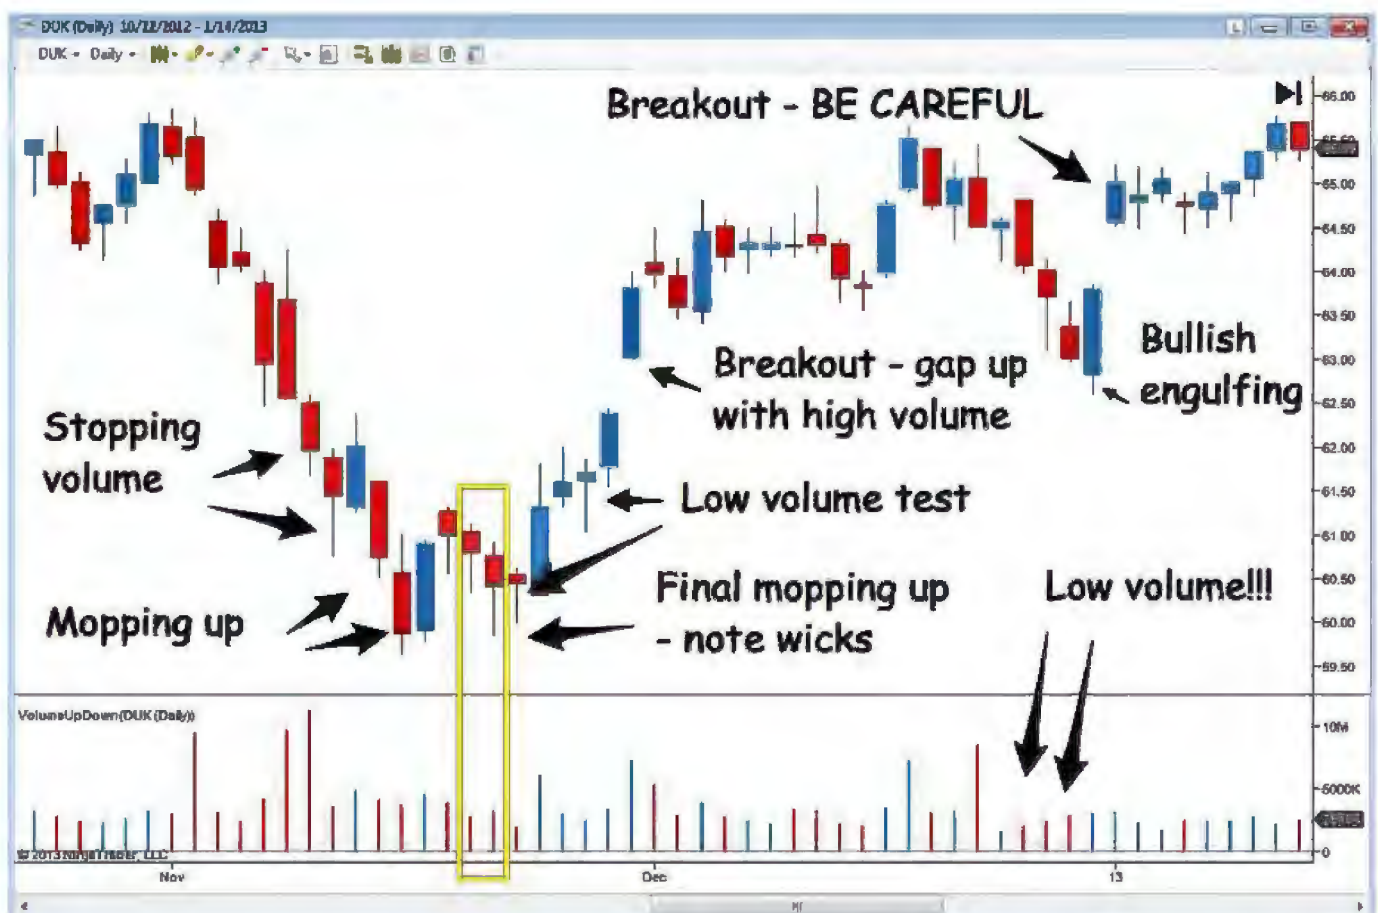 DUK (Daily) 10/12/2012 - 1/14/2013
DUK Daily
Breakout - BE CAREFUL
66.00
65.50
65.00
64.50
64.00
63.50
63.00
62.50
62.00
61.50
61.00
60.50
60.00
59.50
Bullish
engulfing
Breakout - gap up
with high volume
Stopping
volume
Low volume test
Final mopping up
- note wicks
Low volume!!!
Mopping up
VolumeUpDown(DUK (Daily))
10M
5000K
0
© 2013 NinjaTrader, LLC
Nov
Dec
13